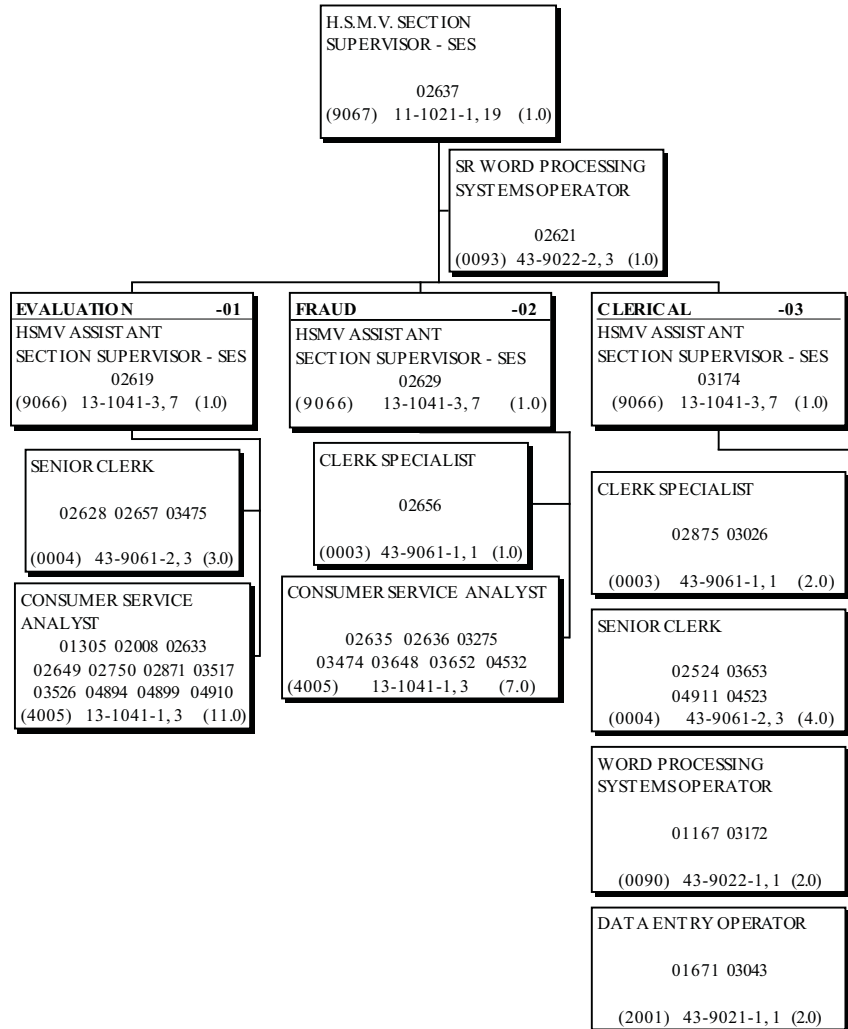 H.S.M.V. SECTION
SUPERVISOR - SES
02637
(9067) 11-1021-1, 19 (1.0)
SR WORD PROCESSING
SYSTEMS OPERATOR
02621
(0093) 43-9022-2, 3 (1.0)
EVALUATION -01
HSMV ASSISTANT
SECTION SUPERVISOR - SES
02619
(9066) 13-1041-3, 7 (1.0)
SENIOR CLERK
02628 02657 03475
(0004) 43-9061-2, 3 (3.0)
CONSUMER SERVICE
ANALYST
01305 02008 02633
02649 02750 02871 03517
03526 04894 04899 04910
(4005) 13-1041-1, 3 (11.0)
FRAUD -02
HSMV ASSISTANT
SECTION SUPERVISOR - SES
02629
(9066) 13-1041-3, 7 (1.0)
CLERK SPECIALIST
02656
(0003) 43-9061-1, 1 (1.0)
CONSUMER SERVICE ANALYST
02635 02636 03275
03474 03648 03652 04532
(4005) 13-1041-1, 3 (7.0)
CLERICAL -03
HSMV ASSISTANT
SECTION SUPERVISOR - SES
03174
(9066) 13-1041-3, 7 (1.0)
CLERK SPECIALIST
02875 03026
(0003) 43-9061-1, 1 (2.0)
SENIOR CLERK
02524 03653
04911 04523
(0004) 43-9061-2, 3 (4.0)
WORD PROCESSING
SYSTEMS OPERATOR
01167 03172
(0090) 43-9022-1, 1 (2.0)
DATA ENTRY OPERATOR
01671 03043
(2001) 43-9021-1, 1 (2.0)